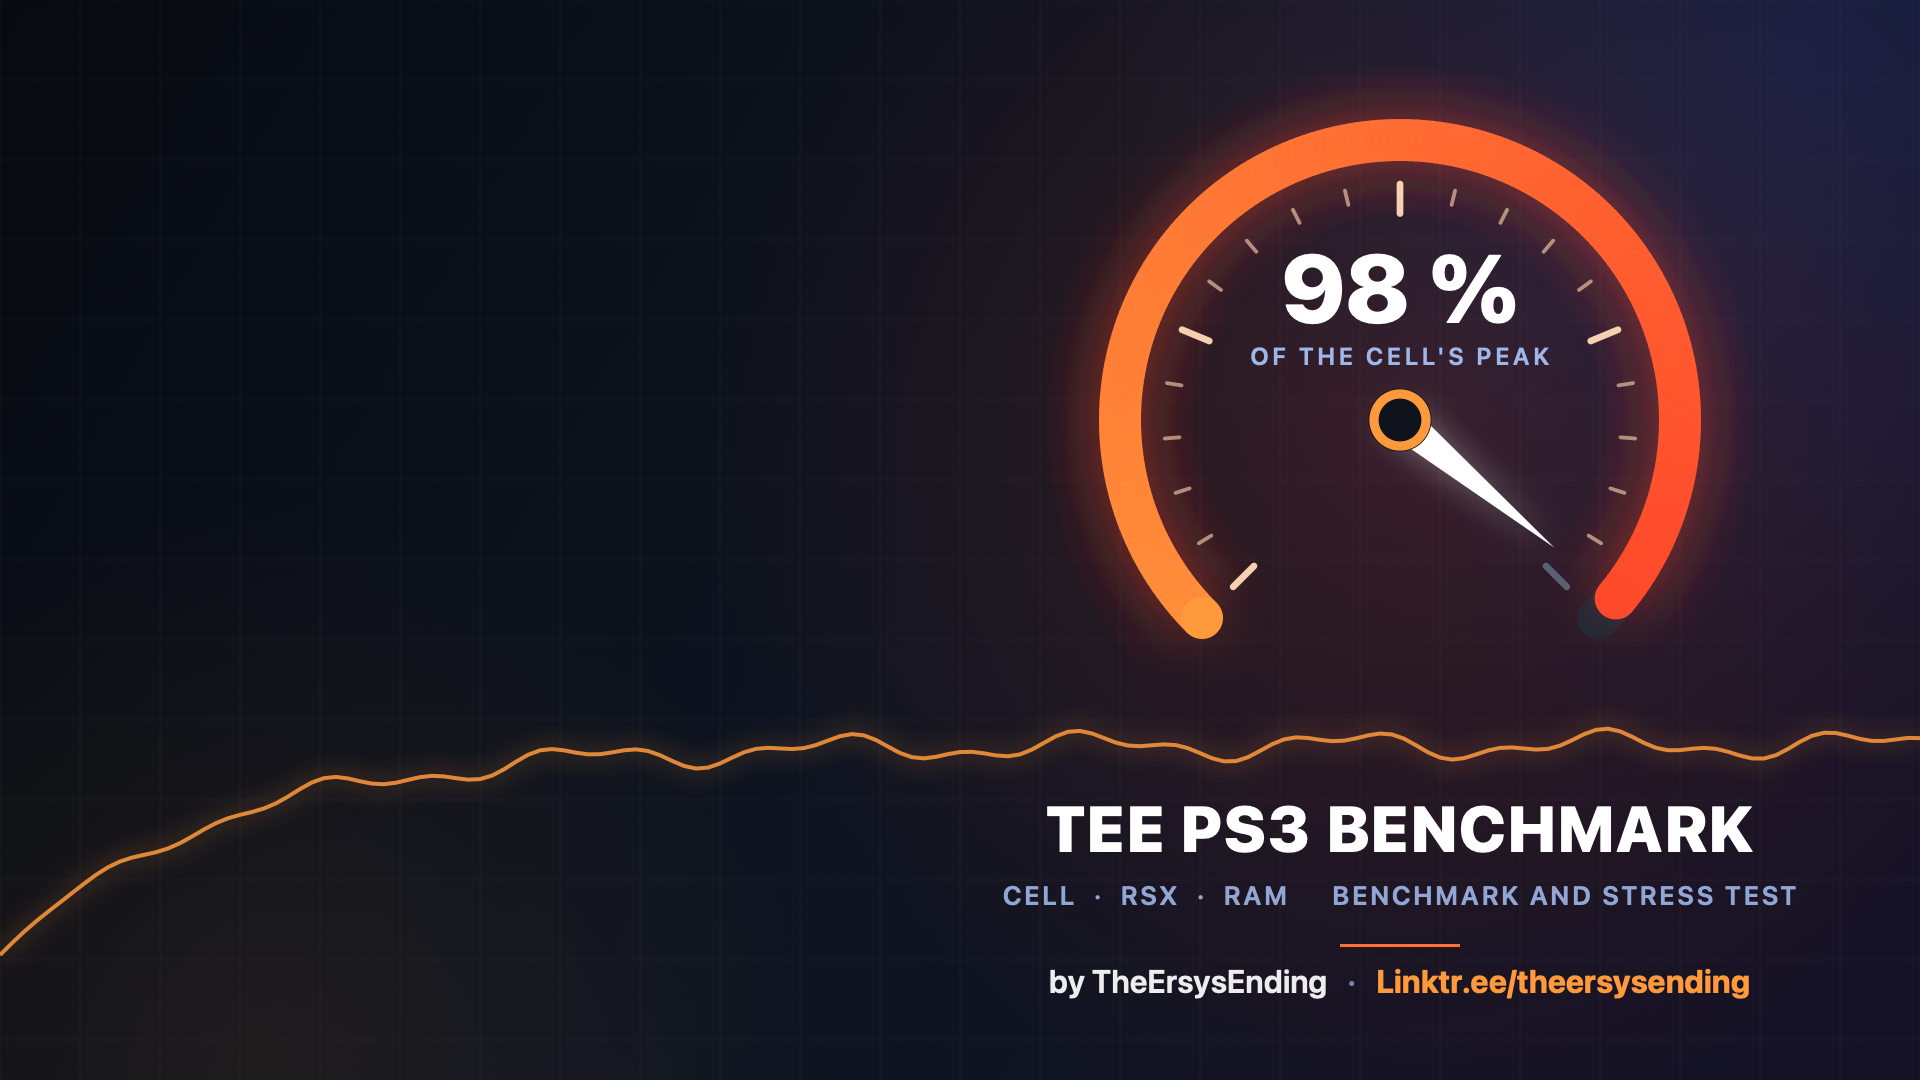 98 %
OF THE CELL'S PEAK
TEE PS3 BENCHMARK
CELL · RSX · RAM BENCHMARK AND STRESS TEST
by TheErsysEnding · Linktr.ee/theersysending